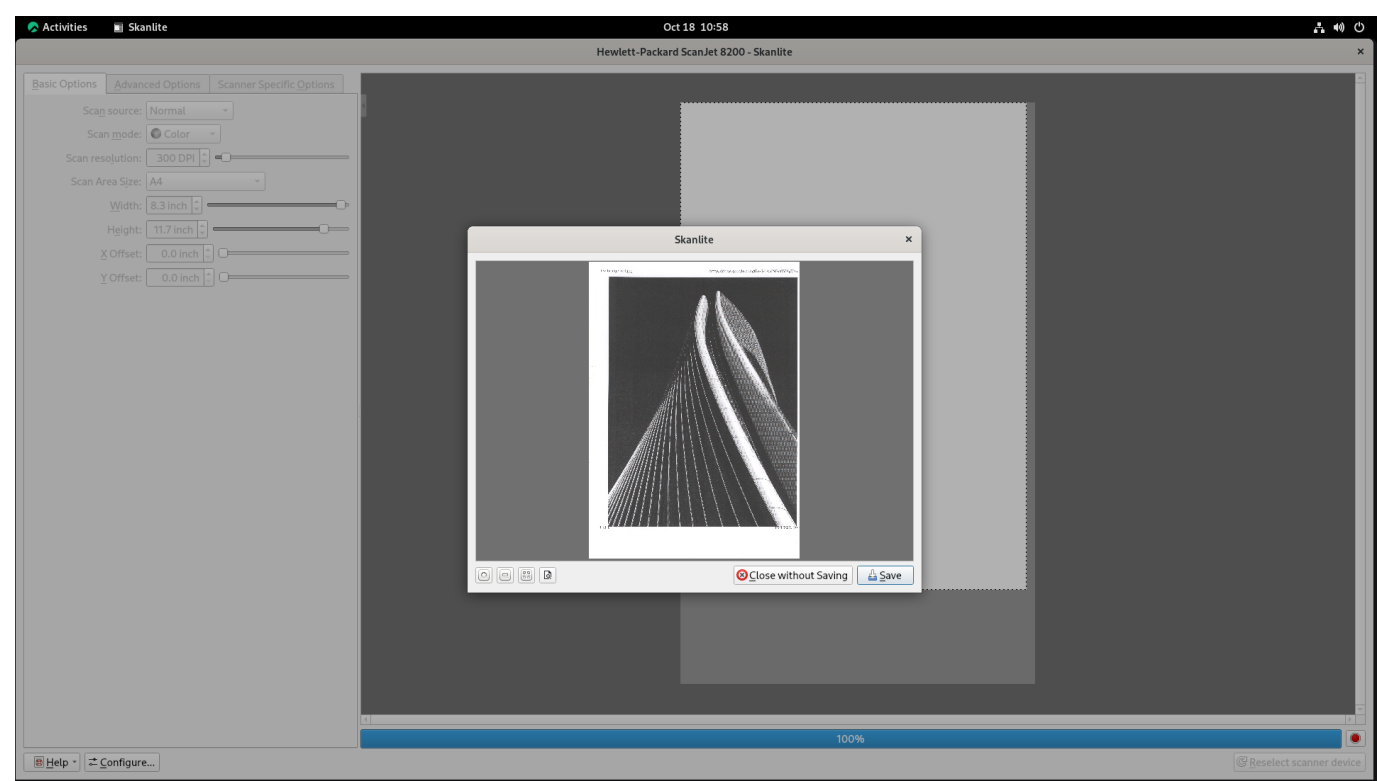 Activities Skanlite Oct 18 10:58
Hewlett-Packard ScanJet 8200 - Skanlite ×
Basic Options Advanced Options Scanner Specific Options
Scan source: Normal
Scan mode: Color
Scan resolution: 300 DPI
Scan Area Size: A4
Width: 8.3 inch
Height: 11.7 inch
X Offset: 0.0 inch
Y Offset: 0.0 inch
Skanlite ×
Close without Saving Save
100%
Help Configure... Reselect scanner device